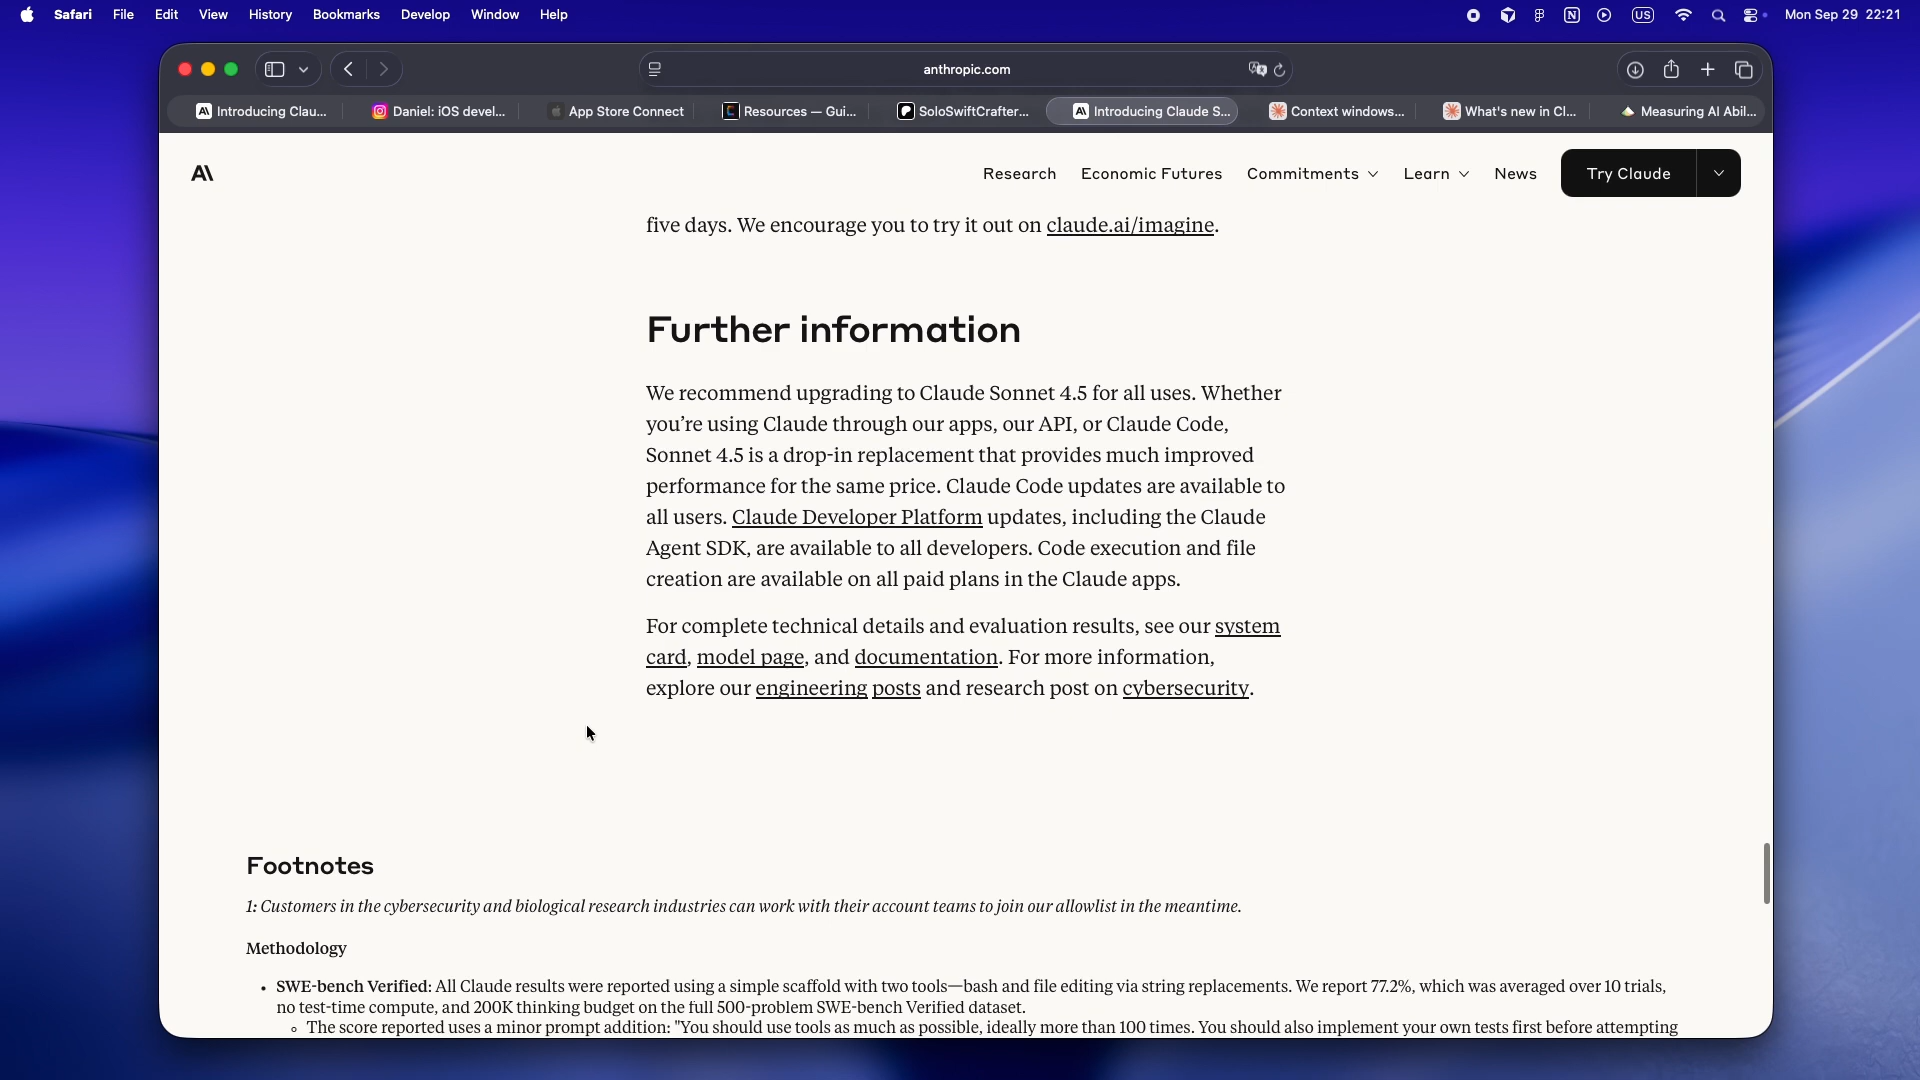 Safari File Edit View History Bookmarks Develop Window Help US Mon Sep 29 22:21
anthropic.com
Introducing Clau... Daniel: iOS devel... App Store Connect Resources — Gui... SoloSwiftCrafter... Introducing Claude S... Context windows... What's new in Cl... Measuring AI Abil...
Research Economic Futures Commitments Learn News Try Claude
five days. We encourage you to try it out on claude.ai/imagine.
Further information
We recommend upgrading to Claude Sonnet 4.5 for all uses. Whether
you’re using Claude through our apps, our API, or Claude Code,
Sonnet 4.5 is a drop-in replacement that provides much improved
performance for the same price. Claude Code updates are available to
all users. Claude Developer Platform updates, including the Claude
Agent SDK, are available to all developers. Code execution and file
creation are available on all paid plans in the Claude apps.
For complete technical details and evaluation results, see our system
card, model page, and documentation. For more information,
explore our engineering posts and research post on cybersecurity.
Footnotes
1: Customers in the cybersecurity and biological research industries can work with their account teams to join our allowlist in the meantime.
Methodology
SWE-bench Verified: All Claude results were reported using a simple scaffold with two tools—bash and file editing via string replacements. We report 77.2%, which was averaged over 10 trials,
no test-time compute, and 200K thinking budget on the full 500-problem SWE-bench Verified dataset.
The score reported uses a minor prompt addition: "You should use tools as much as possible, ideally more than 100 times. You should also implement your own tests first before attempting